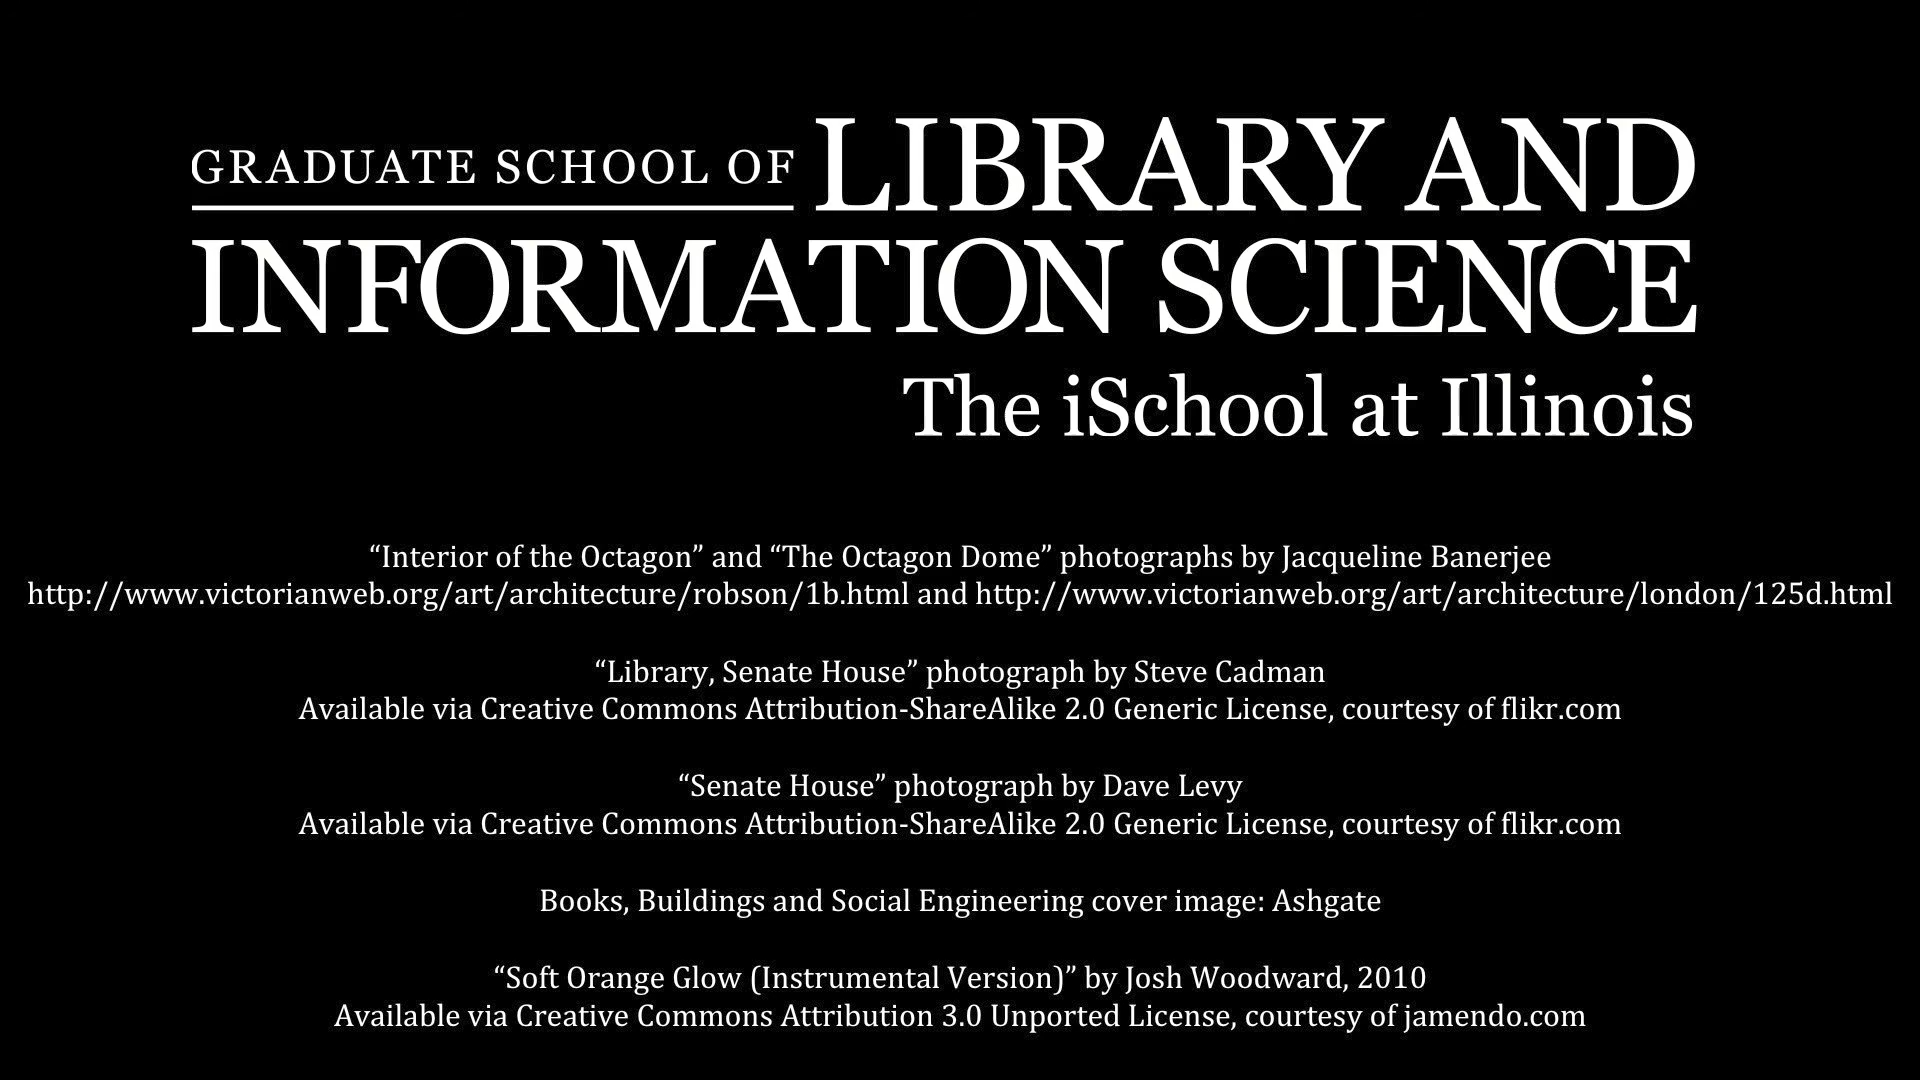 GRADUATE SCHOOL OF LIBRARY AND
INFORMATION SCIENCE
The iSchool at Illinois
“Interior of the Octagon” and “The Octagon Dome” photographs by Jacqueline Banerjee
http://www.victorianweb.org/art/architecture/robson/1b.html and http://www.victorianweb.org/art/architecture/london/125d.html
“Library, Senate House” photograph by Steve Cadman
Available via Creative Commons Attribution-ShareAlike 2.0 Generic License, courtesy of flikr.com
“Senate House” photograph by Dave Levy
Available via Creative Commons Attribution-ShareAlike 2.0 Generic License, courtesy of flikr.com
Books, Buildings and Social Engineering cover image: Ashgate
“Soft Orange Glow (Instrumental Version)” by Josh Woodward, 2010
Available via Creative Commons Attribution 3.0 Unported License, courtesy of jamendo.com